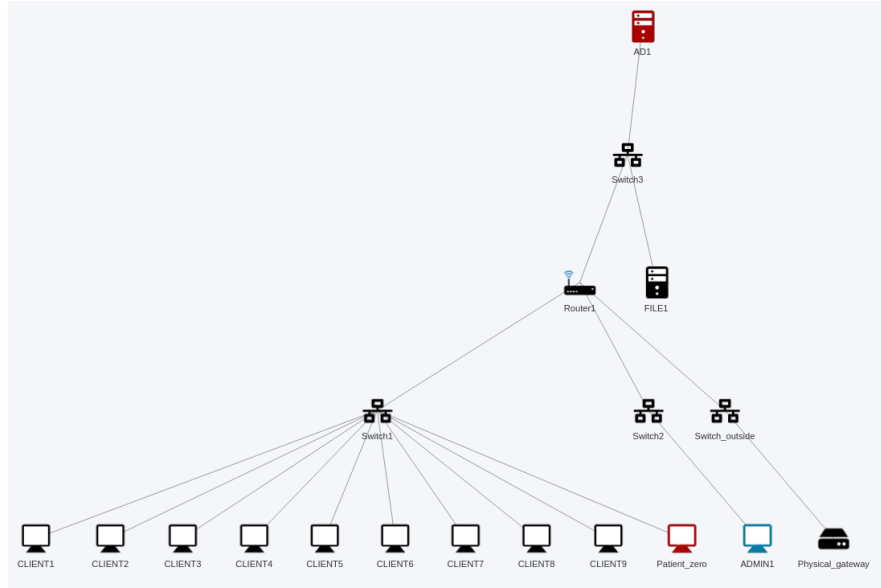 AD1
Switch3
Router1
FILE1
Switch1
Switch2
Switch_outside
CLIENT1
CLIENT2
CLIENT3
CLIENT4
CLIENT5
CLIENT6
CLIENT7
CLIENT8
CLIENT9
Patient_zero
ADMIN1
Physical_gateway